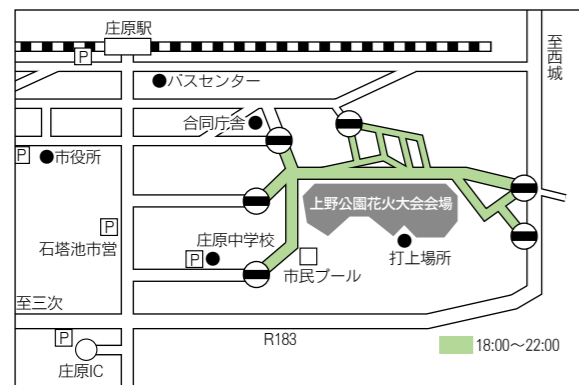 庄原駅
P
至西城
バスセンター
合同庁舎
P
市役所
上野公園花火大会会場
P
石塔池市営
庄原中学校
P
市民プール
打上場所
至三次
P
R183
18:00～22:00
庄原IC